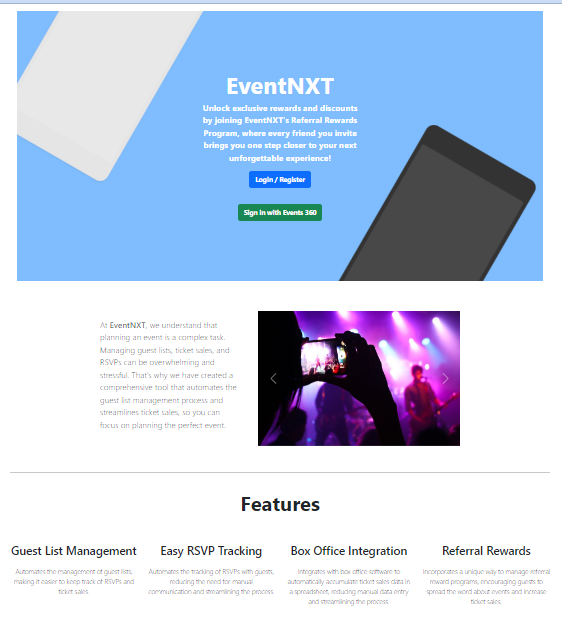 EventNXT
Unlock exclusive rewards and discounts
by joining EventNXT's Referral Rewards
Program, where every friend you invite
brings you one step closer to your next
unforgettable experience!
Login / Register
Sign in with Events 360
At EventNXT, we understand that
planning an event is a complex task.
Managing guest lists, ticket sales, and
RSVPs can be overwhelming and
stressful. That's why we have created a
comprehensive tool that automates the
guest list management process and
streamlines ticket sales, so you can
focus on planning the perfect event.
Features
Guest List Management
Automates the management of guest lists,
making it easier to keep track of RSVPs and
ticket sales.
Easy RSVP Tracking
Automates the tracking of RSVPs with guests,
reducing the need for manual
communication and streamlining the process.
Box Office Integration
Integrates with box office software to
automatically accumulate ticket sales data in
a spreadsheet, reducing manual data entry
and streamlining the process.
Referral Rewards
Incorporates a unique way to manage referral
reward programs, encouraging guests to
spread the word about events and increase
ticket sales.